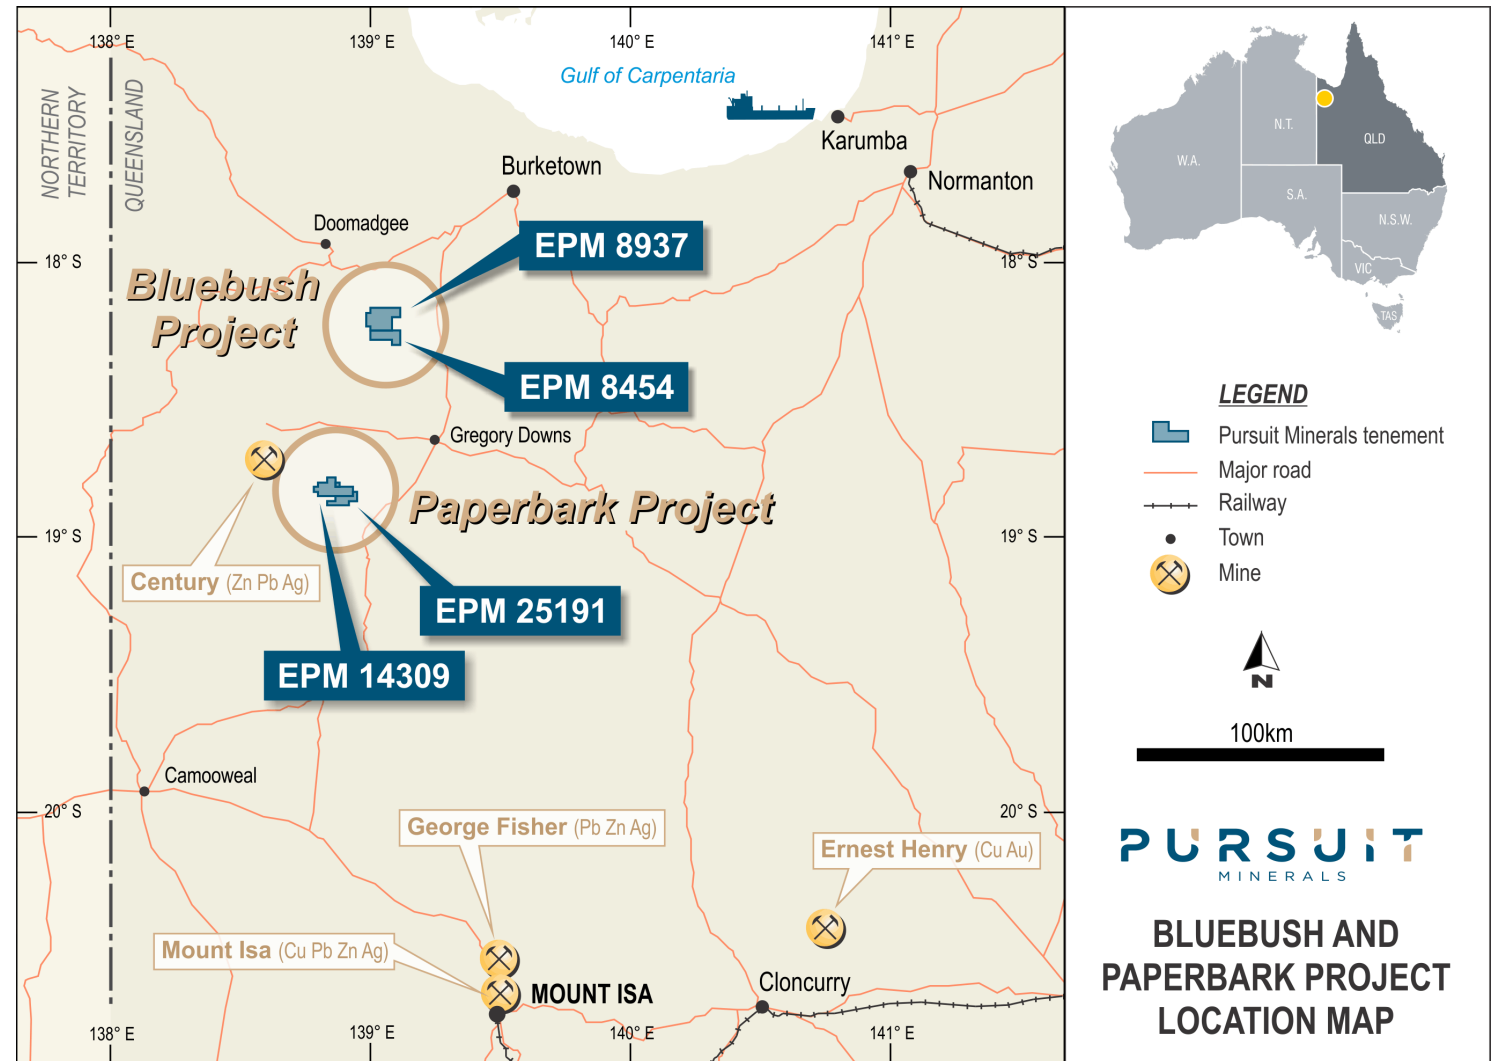 138° E
139° E
140° E
141° E
NORTHERN
TERRITORY
QUEENSLAND
Gulf of Carpentaria
Karumba
Burketown
Normanton
Doomadgee
EPM 8937
18° S
18° S
Bluebush
Project
EPM 8454
Gregory Downs
Paperbark Project
19° S
19° S
Century (Zn Pb Ag)
EPM 25191
EPM 14309
Camooweal
20° S
20° S
George Fisher (Pb Zn Ag)
Ernest Henry (Cu Au)
Mount Isa (Cu Pb Zn Ag)
MOUNT ISA
Cloncurry
138° E
139° E
140° E
141° E
N.T.
QLD
W.A.
S.A.
N.S.W.
VIC
TAS
LEGEND
Pursuit Minerals tenement
Major road
Railway
Town
Mine
N
100km
PURSUIT
MINERALS
BLUEBUSH AND
PAPERBARK PROJECT
LOCATION MAP